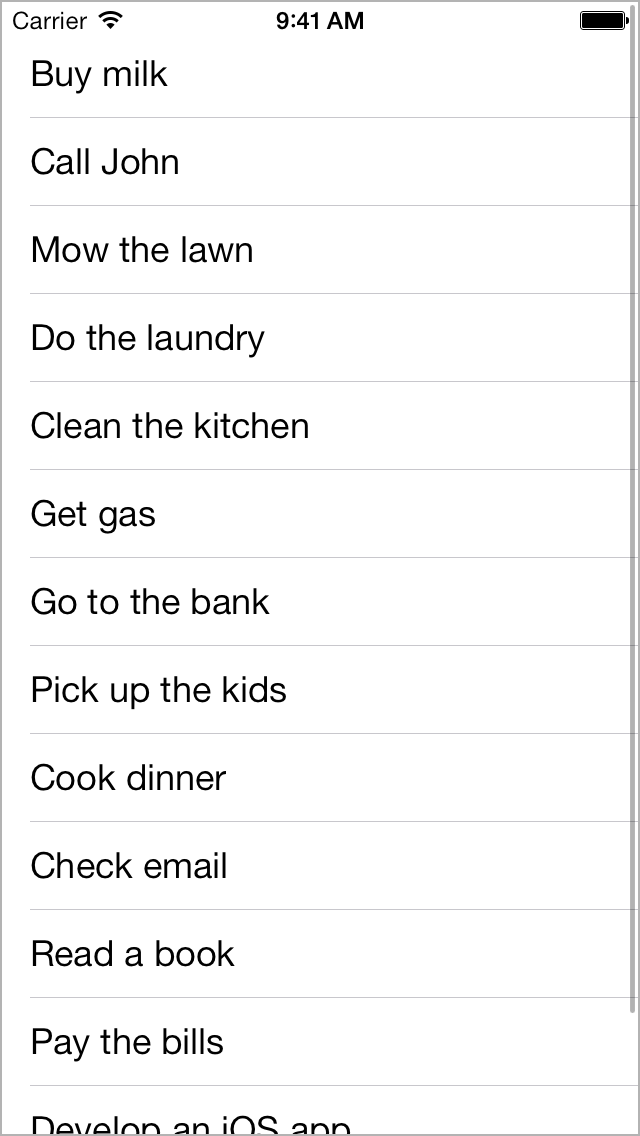 Carrier 9:41 AM
Buy milk
Call John
Mow the lawn
Do the laundry
Clean the kitchen
Get gas
Go to the bank
Pick up the kids
Cook dinner
Check email
Read a book
Pay the bills
Develop an iOS app